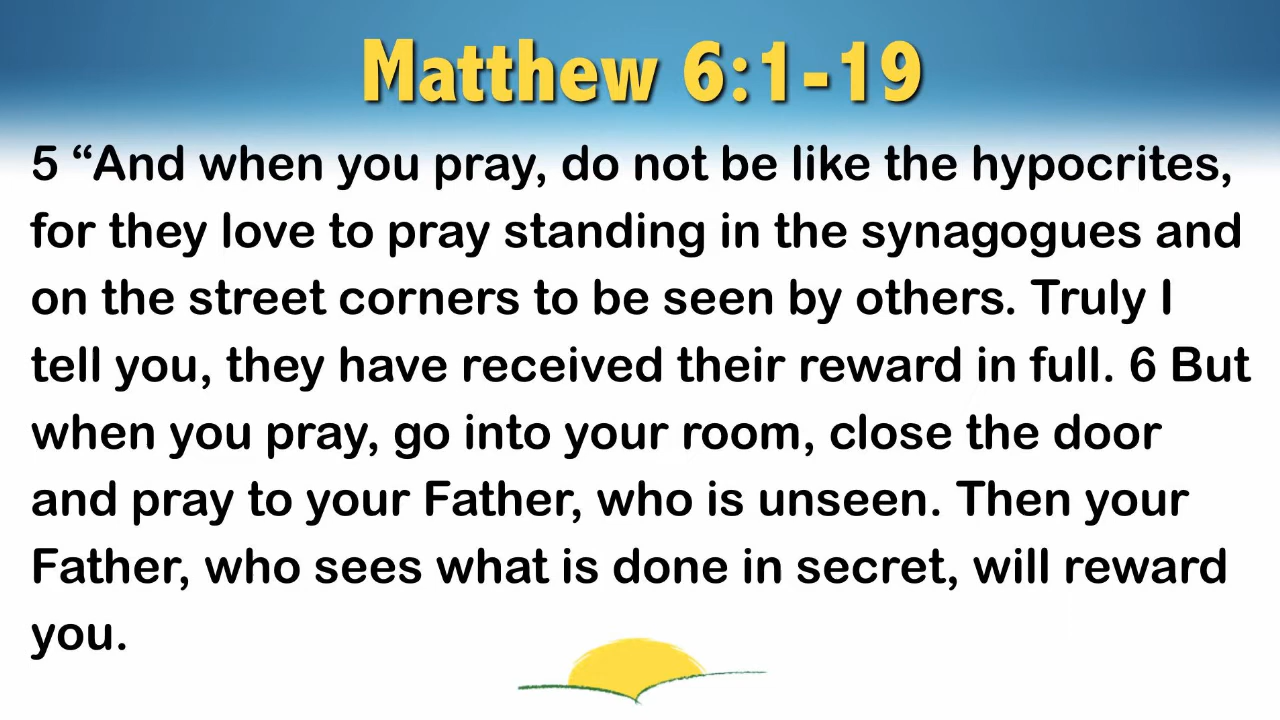 Matthew 6:1-19
5 “And when you pray, do not be like the hypocrites,
for they love to pray standing in the synagogues and
on the street corners to be seen by others. Truly I
tell you, they have received their reward in full. 6 But
when you pray, go into your room, close the door
and pray to your Father, who is unseen. Then your
Father, who sees what is done in secret, will reward
you.